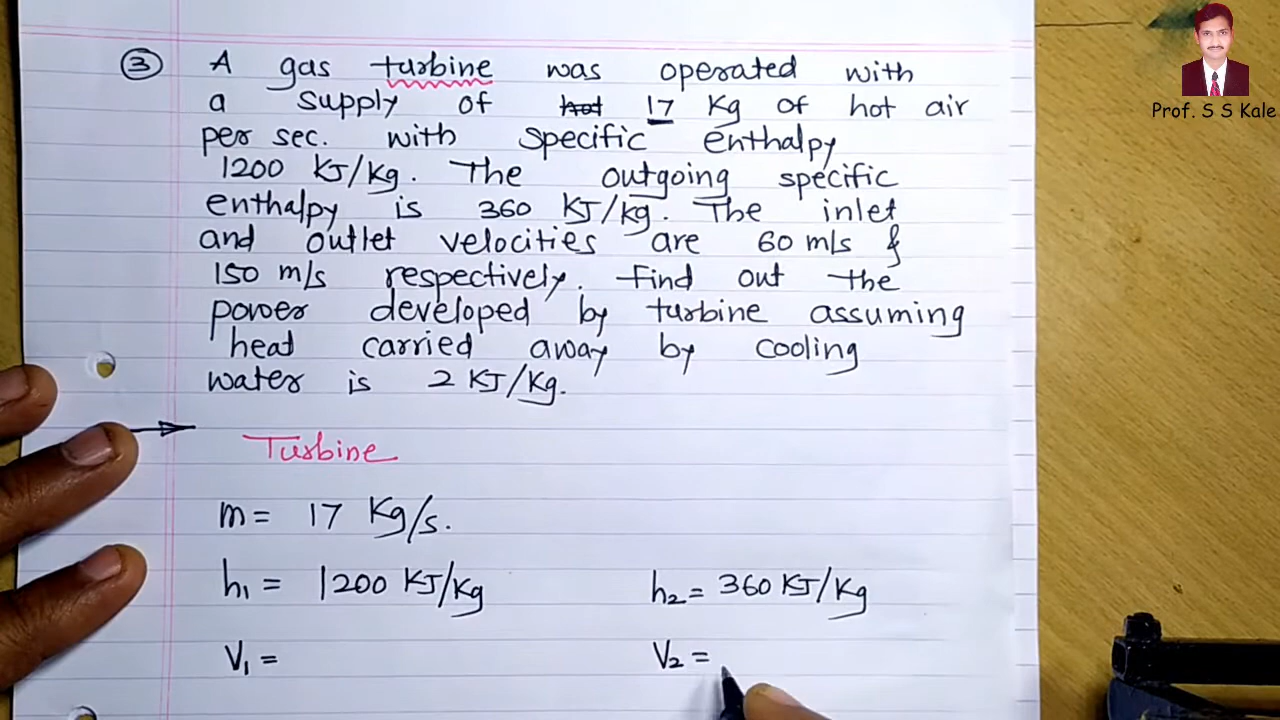 Prof. S S Kale
③ A gas turbine was operated with
a supply of hot 17 Kg of hot air
per sec. with specific enthalpy
1200 KJ/Kg. The outgoing specific
enthalpy is 360 KJ/Kg. The inlet
and outlet velocities are 60 m/s &
150 m/s respectively. Find out the
power developed by turbine assuming
heat carried away by cooling
water is 2 KJ/Kg.
Turbine
m = 17 Kg/s.
h1 = 1200 KJ/Kg h2 = 360 KJ/Kg
V1 = V2 =